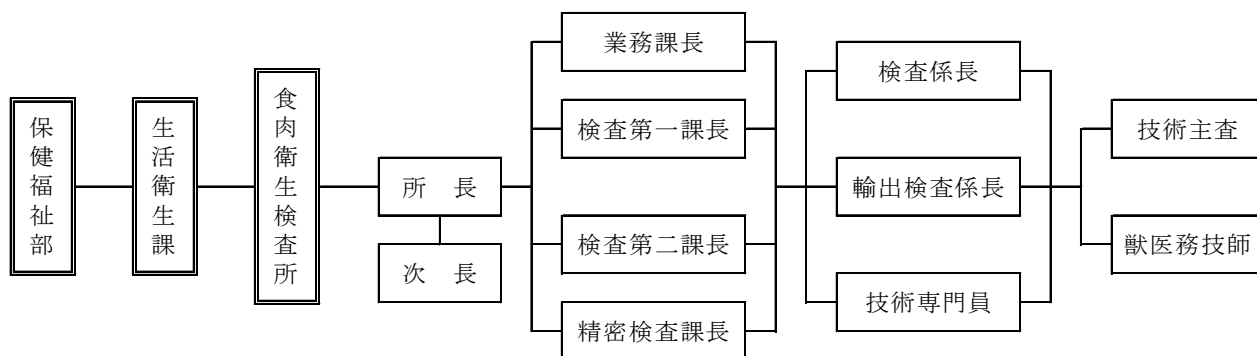 保健福祉部
生活衛生課
食肉衛生検査所
所　長
次　長
業務課長
検査第一課長
検査第二課長
精密検査課長
検査係長
輸出検査係長
技術専門員
技術主査
獣医務技師